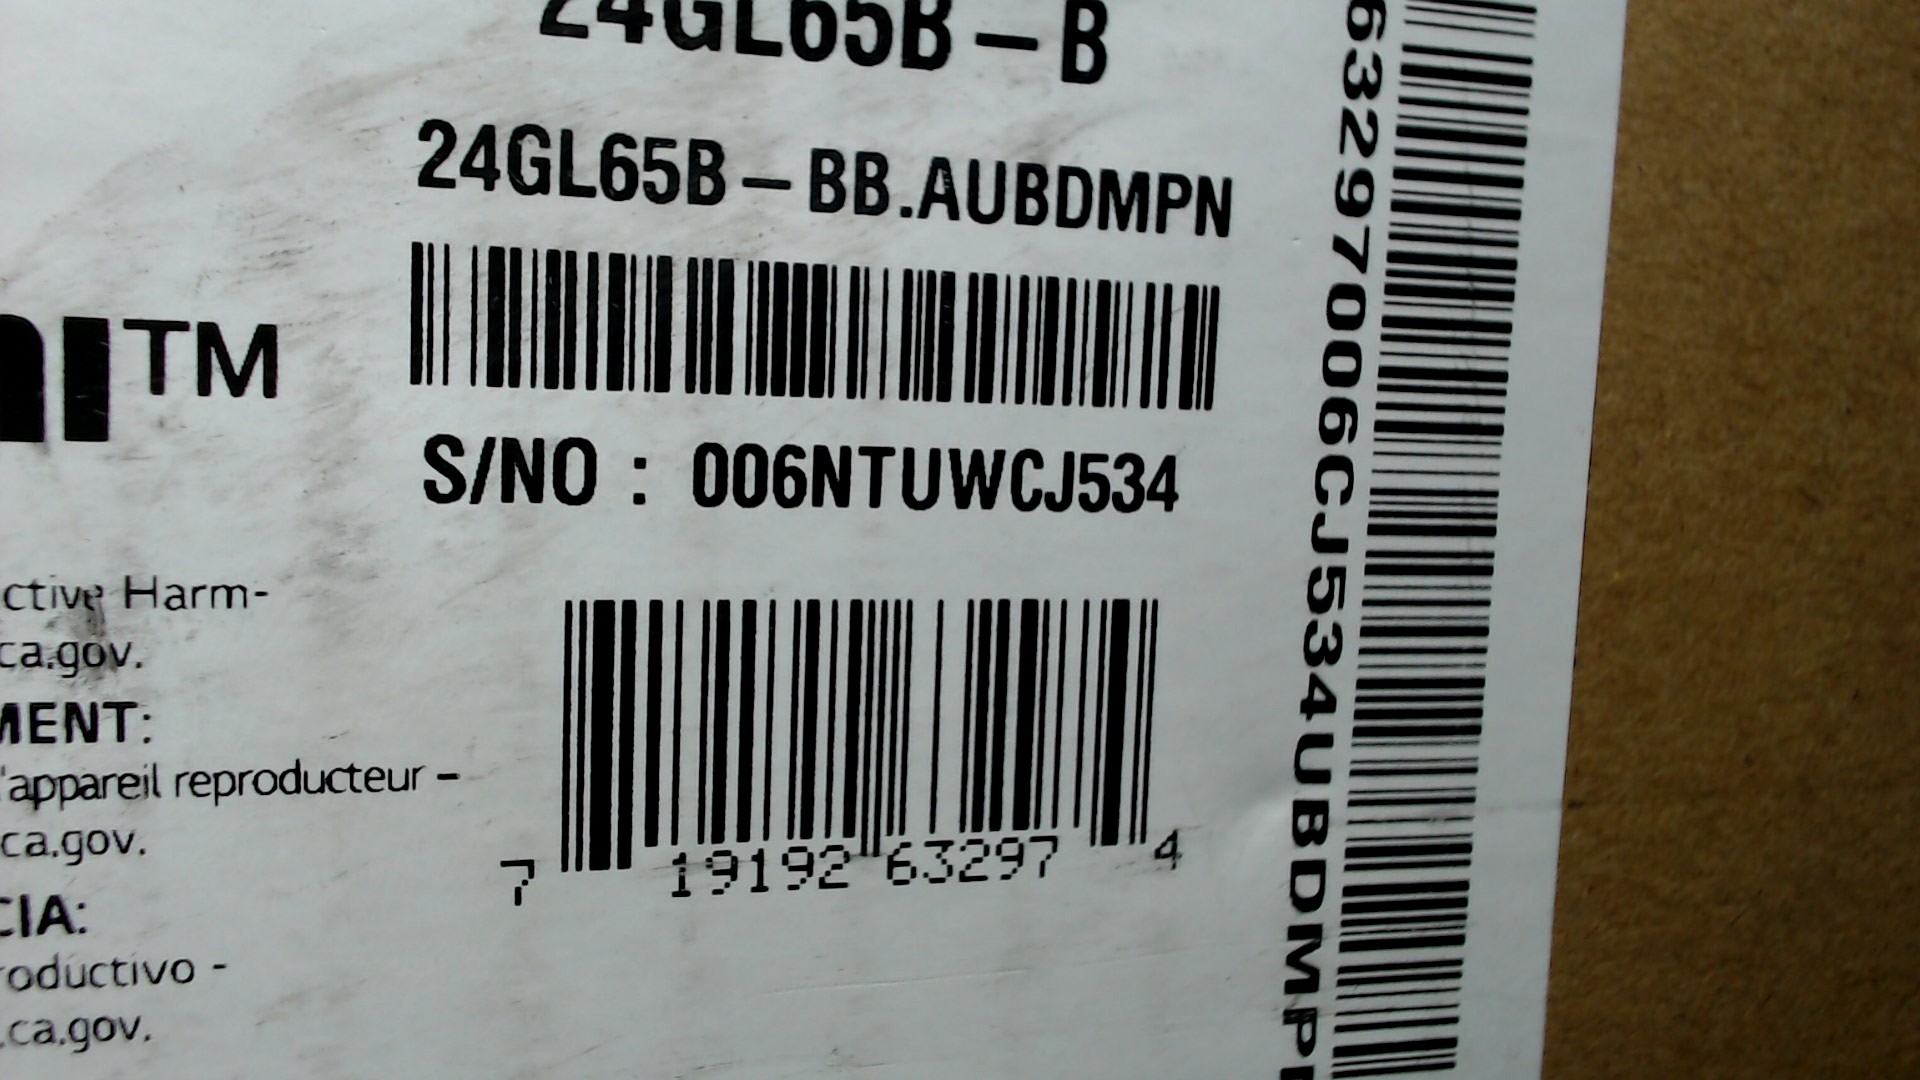 24GL65B-B
24GL65B-BB.AUBDMPN
TM
S/NO : 006NTUWCJ534
ctive Harm-
ca.gov.
MENT:
'appareil reproducteur –
ca.gov.
CIA:
roductivo -
.ca.gov.
7 19192 63297 4
63297006CJ534UBDMP